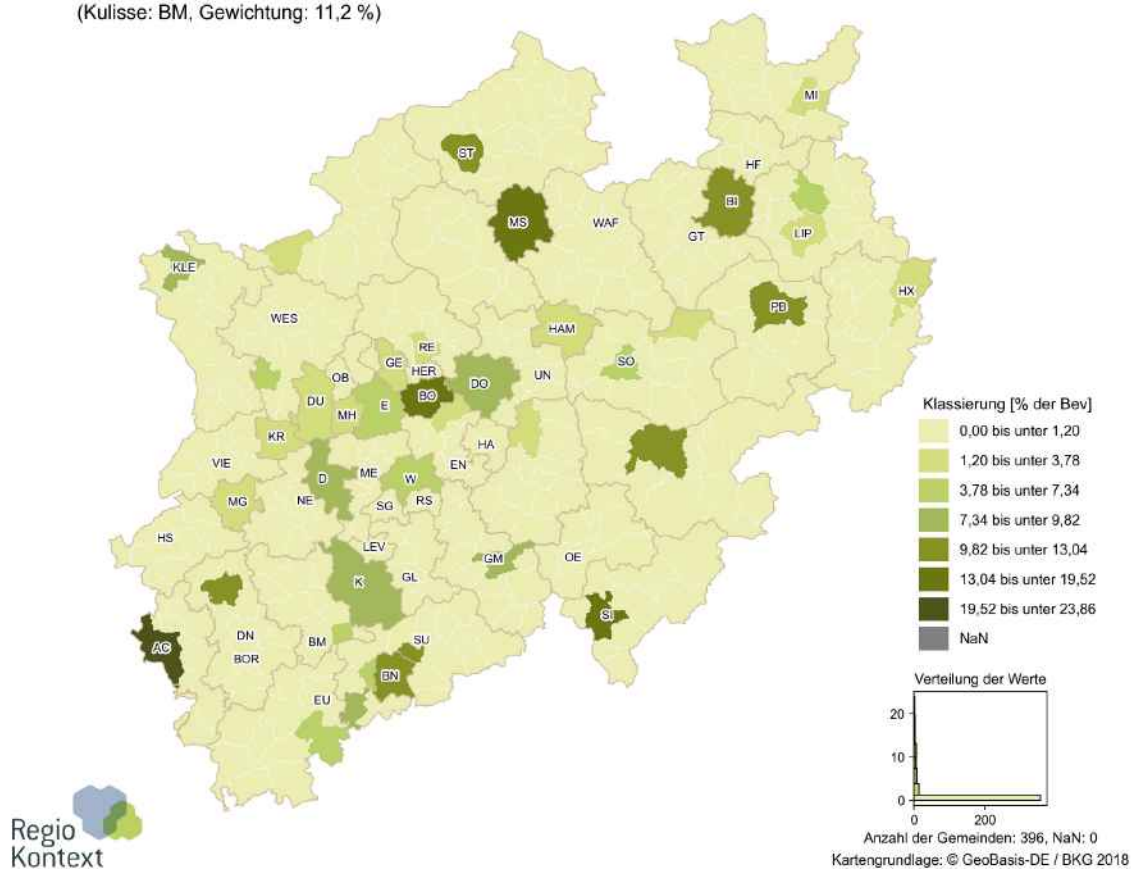 (Kulisse: BM, Gewichtung: 11,2 %)
MI
ST
HF
BI
MS
WAF
GT
LIP
KLE
HX
PB
WES
HAM
RE
GE
HER
SO
OB
DO
UN
DU
BO
E
MH
KR
HA
VIE
EN
ME
D
W
MG
NE
SG
RS
HS
LEV
GM
OE
K
GL
SI
DN
BM
SU
AC
BOR
BN
EU
Klassierung [% der Bev]
0,00 bis unter 1,20
1,20 bis unter 3,78
3,78 bis unter 7,34
7,34 bis unter 9,82
9,82 bis unter 13,04
13,04 bis unter 19,52
19,52 bis unter 23,86
NaN
Verteilung der Werte
20
10
0
0 200
Anzahl der Gemeinden: 396, NaN: 0
Kartengrundlage: © GeoBasis-DE / BKG 2018
Regio
Kontext